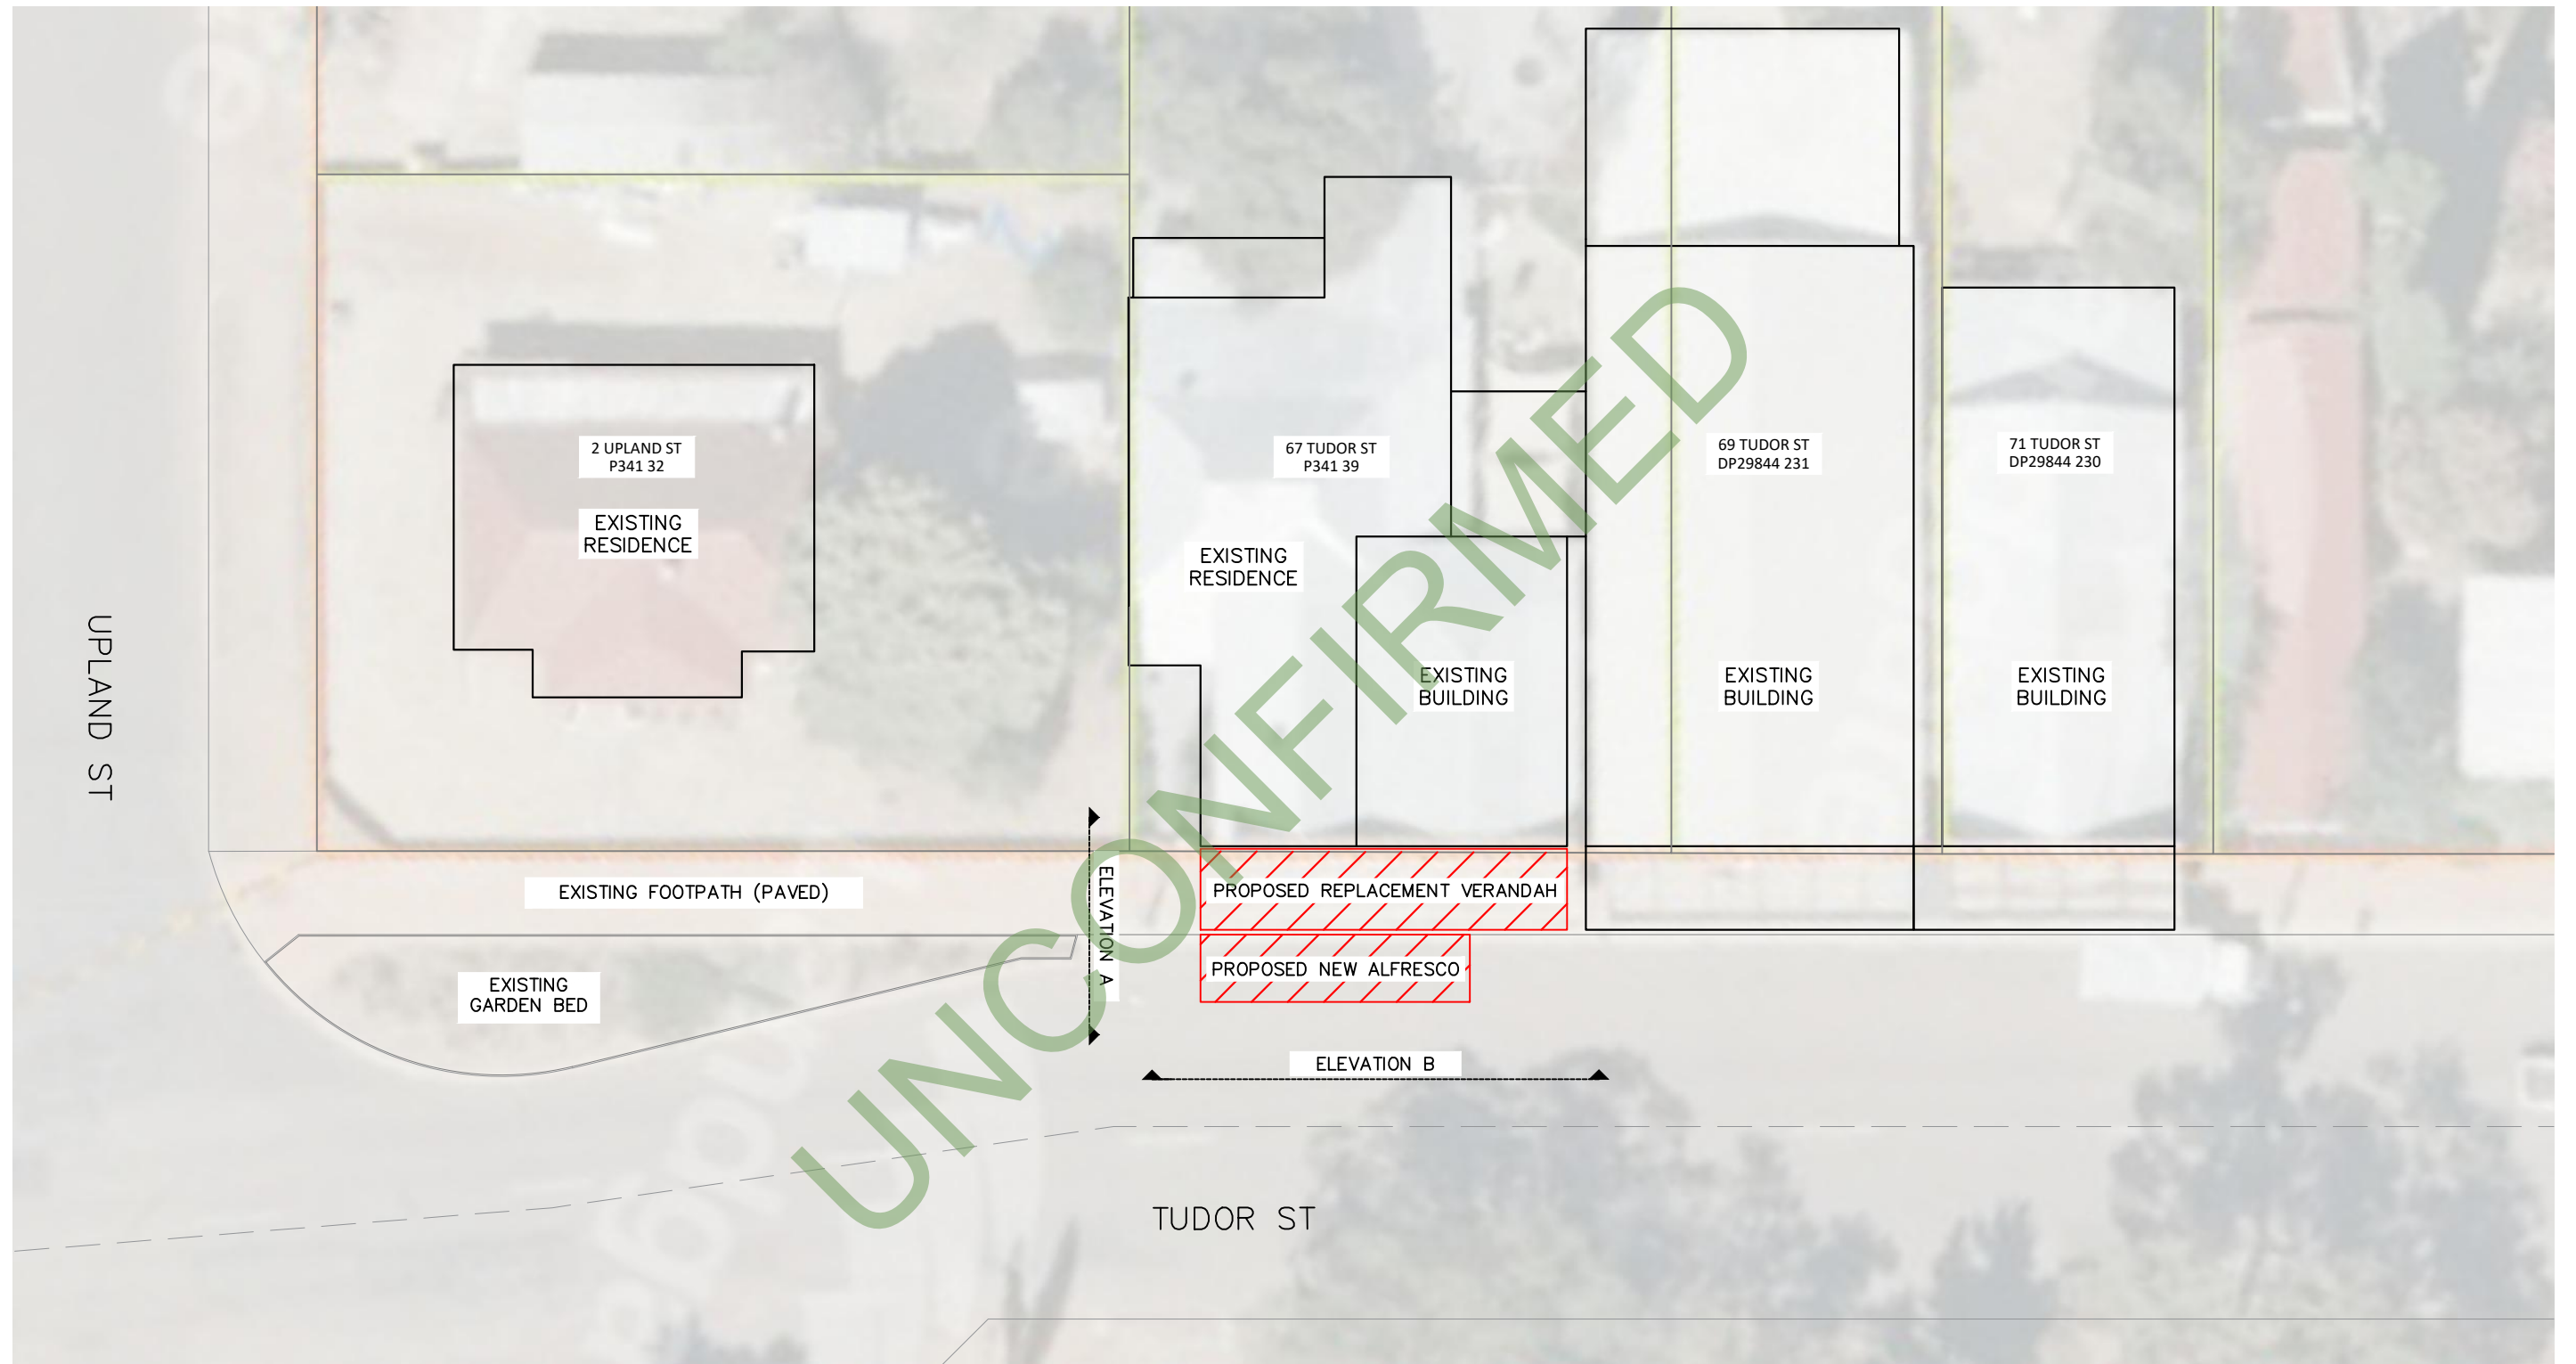 2 UPLAND ST
P341 32
EXISTING
RESIDENCE
67 TUDOR ST
P341 39
EXISTING
RESIDENCE
EXISTING
BUILDING
69 TUDOR ST
DP29844 231
EXISTING
BUILDING
71 TUDOR ST
DP29844 230
EXISTING
BUILDING
UPLAND ST
EXISTING FOOTPATH (PAVED)
ELEVATION A
PROPOSED REPLACEMENT VERANDAH
PROPOSED NEW ALFRESCO
EXISTING
GARDEN BED
ELEVATION B
TUDOR ST
UNCONFIRMED